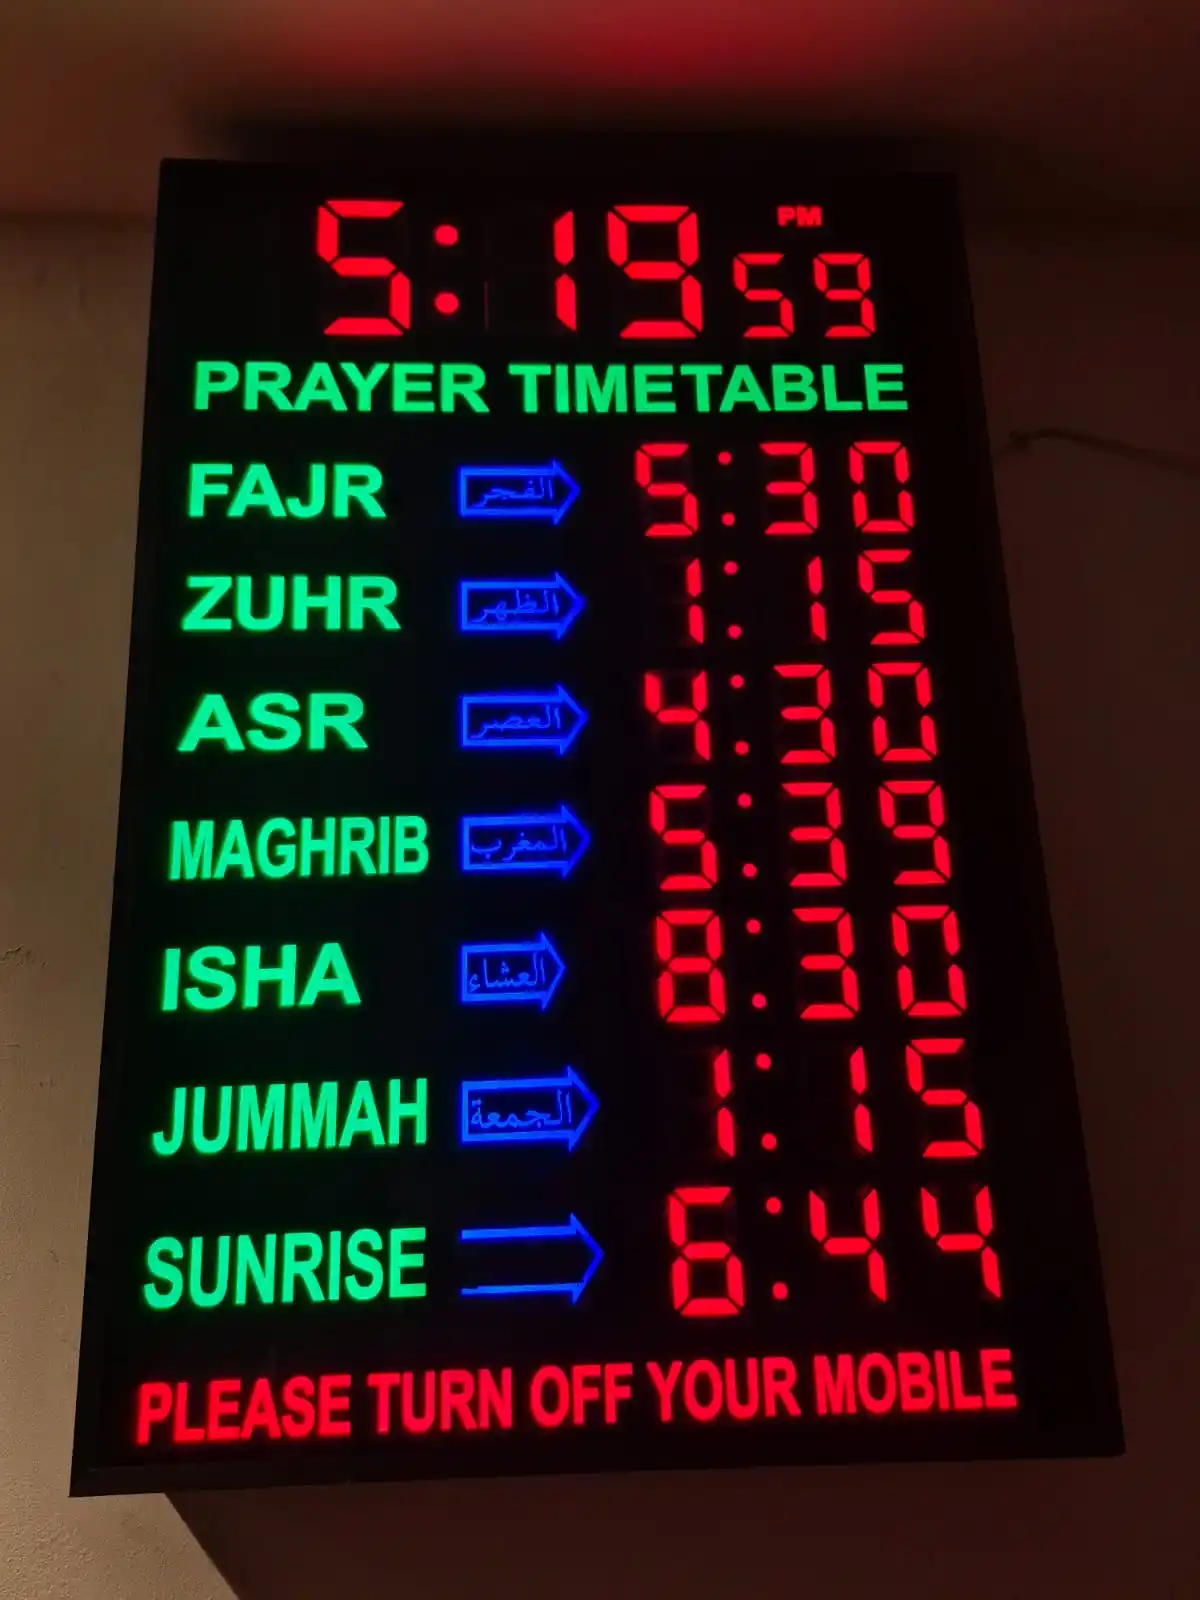 PM
5:19 59
PRAYER TIMETABLE
FAJR الفجر 5:30
ZUHR الظهر 1:15
ASR العصر 4:30
MAGHRIB المغرب 5:39
ISHA العشاء 8:30
JUMMAH الجمعة 1:15
SUNRISE 6:44
PLEASE TURN OFF YOUR MOBILE